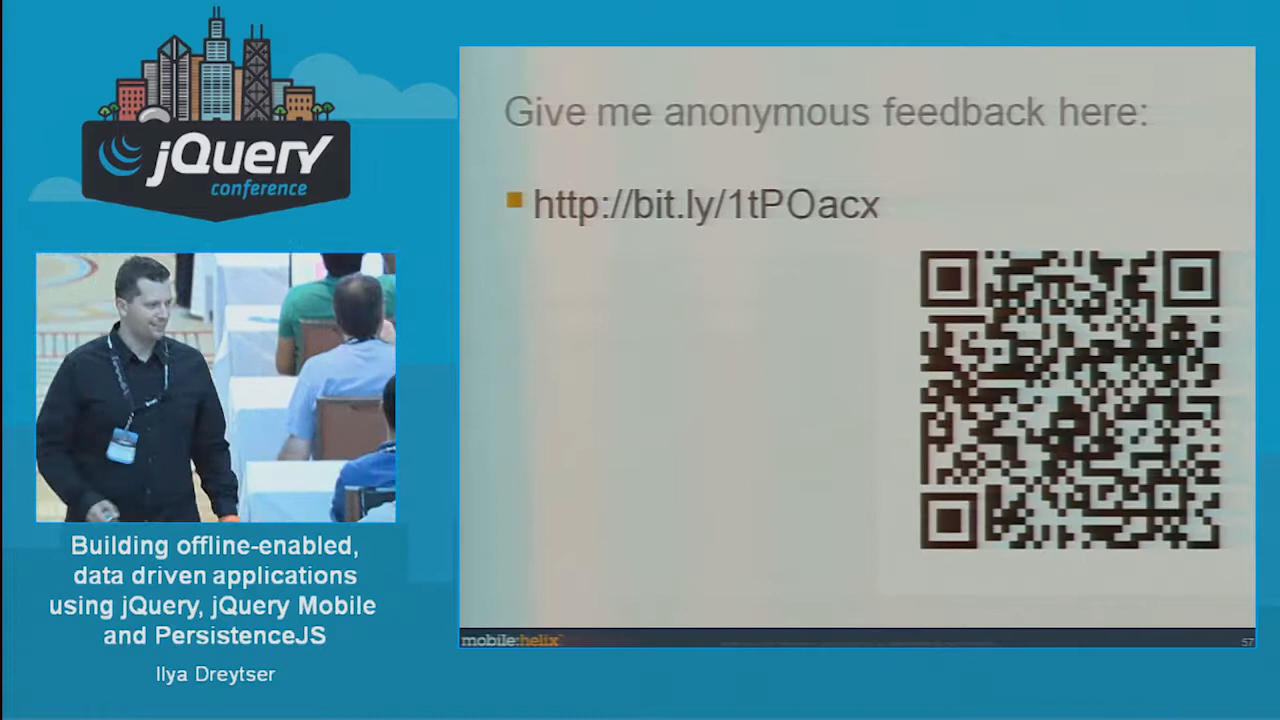 jQuery
conference
Building offline-enabled,
data driven applications
using jQuery, jQuery Mobile
and PersistenceJS
Ilya Dreytser
Give me anonymous feedback here:
http://bit.ly/1tPOacx
mobile:helix
57